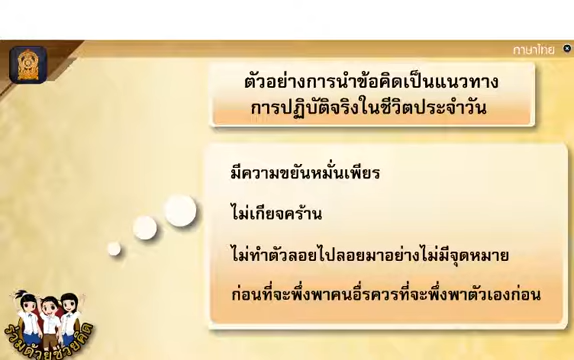 ภาษาไทย
ตัวอย่างการนำข้อคิดเป็นแนวทาง
การปฏิบัติจริงในชีวิตประจำวัน
มีความขยันหมั่นเพียร
ไม่เกียจคร้าน
ไม่ทำตัวลอยไปลอยมาอย่างไม่มีจุดหมาย
ก่อนที่จะพึ่งพาคนอื่รควรที่จะพึ่งพาตัวเองก่อน
ร่วมด้วยช่วยคิด